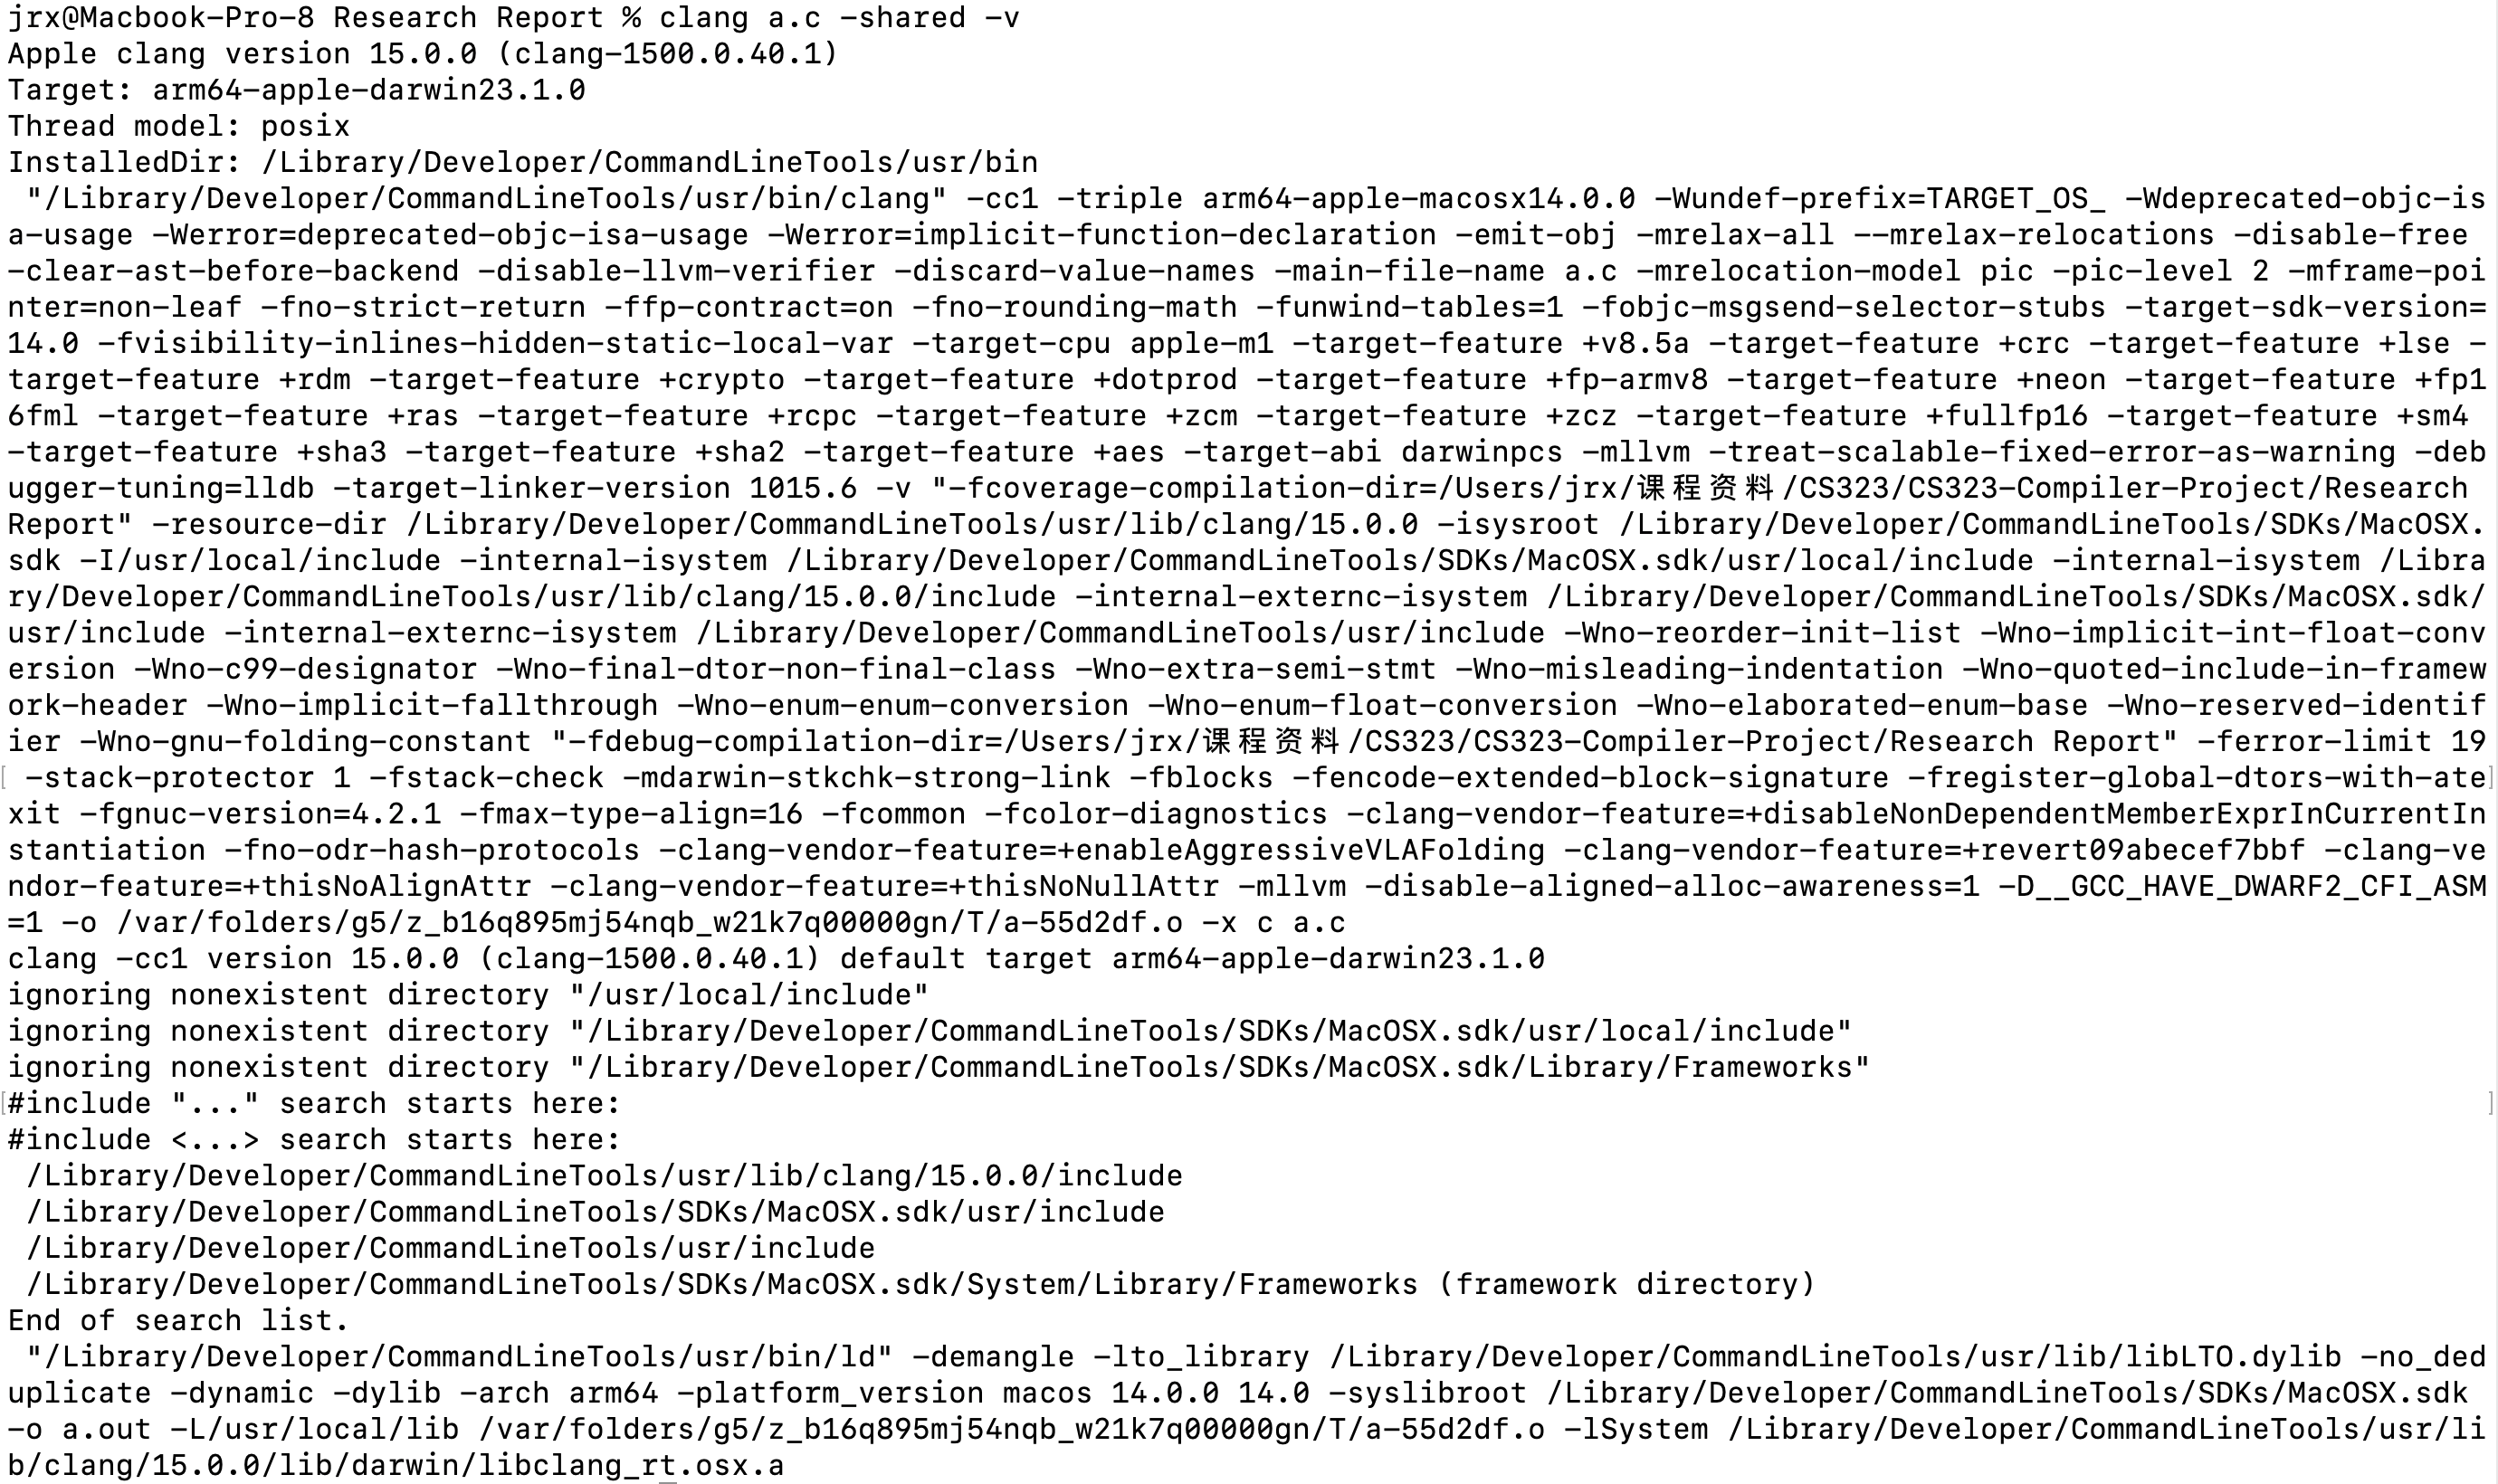 jrx@Macbook-Pro-8 Research Report % clang a.c -shared -v
Apple clang version 15.0.0 (clang-1500.0.40.1)
Target: arm64-apple-darwin23.1.0
Thread model: posix
InstalledDir: /Library/Developer/CommandLineTools/usr/bin
 "/Library/Developer/CommandLineTools/usr/bin/clang" -cc1 -triple arm64-apple-macosx14.0.0 -Wundef-prefix=TARGET_OS_ -Wdeprecated-objc-is
a-usage -Werror=deprecated-objc-isa-usage -Werror=implicit-function-declaration -emit-obj -mrelax-all --mrelax-relocations -disable-free
-clear-ast-before-backend -disable-llvm-verifier -discard-value-names -main-file-name a.c -mrelocation-model pic -pic-level 2 -mframe-poi
nter=non-leaf -fno-strict-return -ffp-contract=on -fno-rounding-math -funwind-tables=1 -fobjc-msgsend-selector-stubs -target-sdk-version=
14.0 -fvisibility-inlines-hidden-static-local-var -target-cpu apple-m1 -target-feature +v8.5a -target-feature +crc -target-feature +lse -
target-feature +rdm -target-feature +crypto -target-feature +dotprod -target-feature +fp-armv8 -target-feature +neon -target-feature +fp1
6fml -target-feature +ras -target-feature +rcpc -target-feature +zcm -target-feature +zcz -target-feature +fullfp16 -target-feature +sm4
-target-feature +sha3 -target-feature +sha2 -target-feature +aes -target-abi darwinpcs -mllvm -treat-scalable-fixed-error-as-warning -deb
ugger-tuning=lldb -target-linker-version 1015.6 -v "-fcoverage-compilation-dir=/Users/jrx/课程资料/CS323/CS323-Compiler-Project/Research
Report" -resource-dir /Library/Developer/CommandLineTools/usr/lib/clang/15.0.0 -isysroot /Library/Developer/CommandLineTools/SDKs/MacOSX.
sdk -I/usr/local/include -internal-isystem /Library/Developer/CommandLineTools/SDKs/MacOSX.sdk/usr/local/include -internal-isystem /Libra
ry/Developer/CommandLineTools/usr/lib/clang/15.0.0/include -internal-externc-isystem /Library/Developer/CommandLineTools/SDKs/MacOSX.sdk/
usr/include -internal-externc-isystem /Library/Developer/CommandLineTools/usr/include -Wno-reorder-init-list -Wno-implicit-int-float-conv
ersion -Wno-c99-designator -Wno-final-dtor-non-final-class -Wno-extra-semi-stmt -Wno-misleading-indentation -Wno-quoted-include-in-framew
ork-header -Wno-implicit-fallthrough -Wno-enum-enum-conversion -Wno-enum-float-conversion -Wno-elaborated-enum-base -Wno-reserved-identif
ier -Wno-gnu-folding-constant "-fdebug-compilation-dir=/Users/jrx/课程资料/CS323/CS323-Compiler-Project/Research Report" -ferror-limit 19
[ -stack-protector 1 -fstack-check -mdarwin-stkchk-strong-link -fblocks -fencode-extended-block-signature -fregister-global-dtors-with-ate]
xit -fgnuc-version=4.2.1 -fmax-type-align=16 -fcommon -fcolor-diagnostics -clang-vendor-feature=+disableNonDependentMemberExprInCurrentIn
stantiation -fno-odr-hash-protocols -clang-vendor-feature=+enableAggressiveVLAFolding -clang-vendor-feature=+revert09abecef7bbf -clang-ve
ndor-feature=+thisNoAlignAttr -clang-vendor-feature=+thisNoNullAttr -mllvm -disable-aligned-alloc-awareness=1 -D__GCC_HAVE_DWARF2_CFI_ASM
=1 -o /var/folders/g5/z_b16q895mj54nqb_w21k7q00000gn/T/a-55d2df.o -x c a.c
clang -cc1 version 15.0.0 (clang-1500.0.40.1) default target arm64-apple-darwin23.1.0
ignoring nonexistent directory "/usr/local/include"
ignoring nonexistent directory "/Library/Developer/CommandLineTools/SDKs/MacOSX.sdk/usr/local/include"
ignoring nonexistent directory "/Library/Developer/CommandLineTools/SDKs/MacOSX.sdk/Library/Frameworks"
[#include "..." search starts here: ]
#include <...> search starts here:
 /Library/Developer/CommandLineTools/usr/lib/clang/15.0.0/include
 /Library/Developer/CommandLineTools/SDKs/MacOSX.sdk/usr/include
 /Library/Developer/CommandLineTools/usr/include
 /Library/Developer/CommandLineTools/SDKs/MacOSX.sdk/System/Library/Frameworks (framework directory)
End of search list.
 "/Library/Developer/CommandLineTools/usr/bin/ld" -demangle -lto_library /Library/Developer/CommandLineTools/usr/lib/libLTO.dylib -no_ded
uplicate -dynamic -dylib -arch arm64 -platform_version macos 14.0.0 14.0 -syslibroot /Library/Developer/CommandLineTools/SDKs/MacOSX.sdk
-o a.out -L/usr/local/lib /var/folders/g5/z_b16q895mj54nqb_w21k7q00000gn/T/a-55d2df.o -lSystem /Library/Developer/CommandLineTools/usr/li
b/clang/15.0.0/lib/darwin/libclang_rt.osx.a